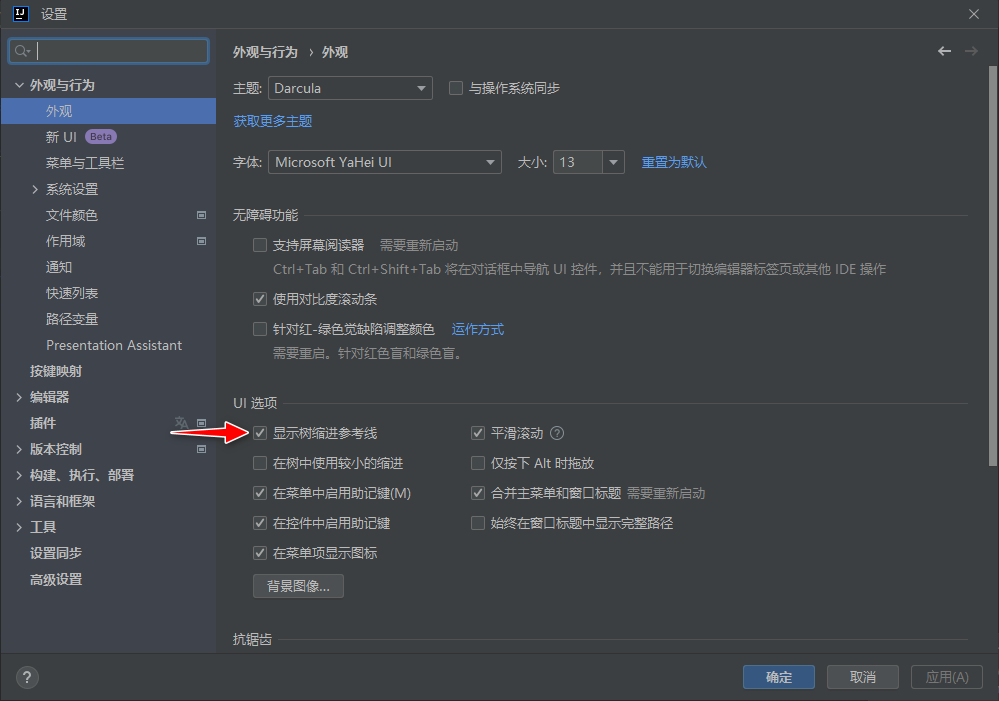 设置
外观与行为
外观
新 UI Beta
菜单与工具栏
系统设置
文件颜色
作用域
通知
快速列表
路径变量
Presentation Assistant
按键映射
编辑器
插件
版本控制
构建、执行、部署
语言和框架
工具
设置同步
高级设置
外观与行为 › 外观
主题: Darcula 与操作系统同步
获取更多主题
字体: Microsoft YaHei UI 大小: 13 重置为默认
无障碍功能
支持屏幕阅读器 需要重新启动
Ctrl+Tab 和 Ctrl+Shift+Tab 将在对话框中导航 UI 控件，并且不能用于切换编辑器标签页或其他 IDE 操作
使用对比度滚动条
针对红-绿色觉缺陷调整颜色 运作方式
需要重启。针对红色盲和绿色盲。
UI 选项
显示树缩进参考线 平滑滚动 ?
在树中使用较小的缩进 仅按下 Alt 时拖放
在菜单中启用助记键(M) 合并主菜单和窗口标题 需要重新启动
在控件中启用助记键 始终在窗口标题中显示完整路径
在菜单项显示图标
背景图像...
抗锯齿
? 确定 取消 应用(A)